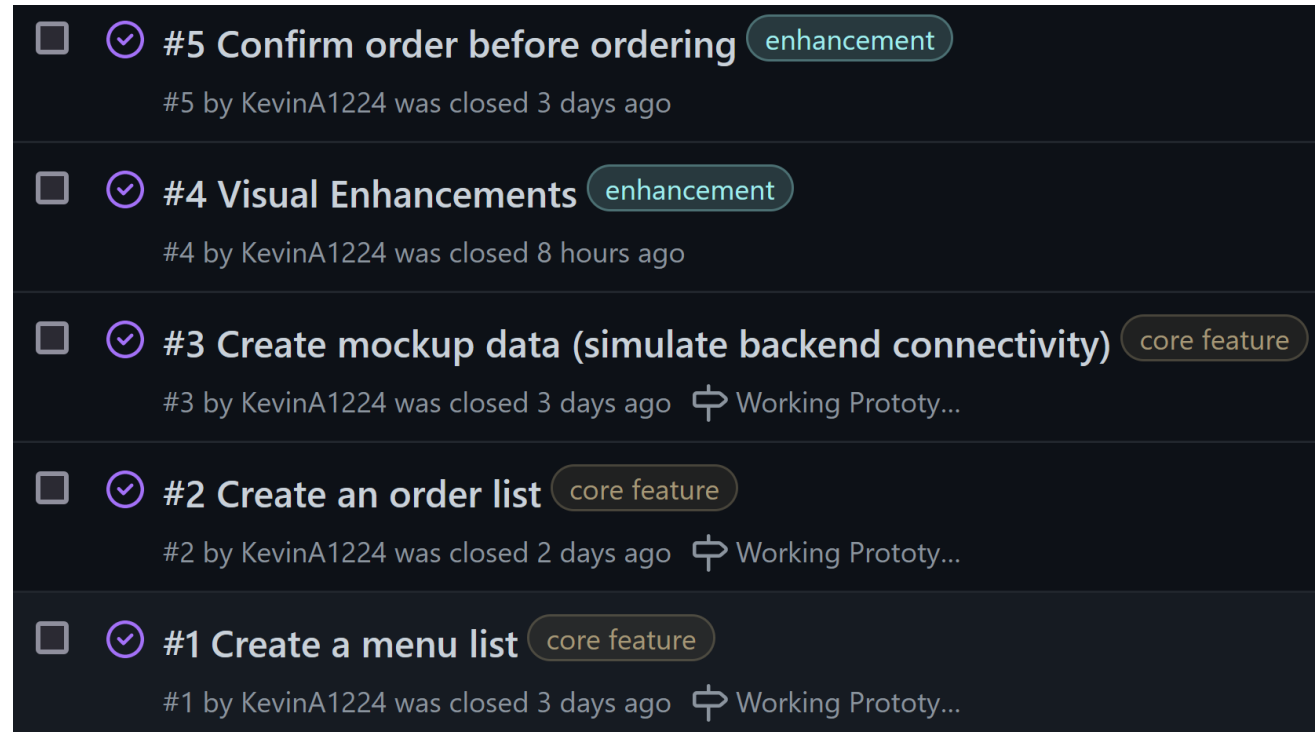 #5 Confirm order before ordering enhancement
#5 by KevinA1224 was closed 3 days ago
#4 Visual Enhancements enhancement
#4 by KevinA1224 was closed 8 hours ago
#3 Create mockup data (simulate backend connectivity) core feature
#3 by KevinA1224 was closed 3 days ago Working Prototy...
#2 Create an order list core feature
#2 by KevinA1224 was closed 2 days ago Working Prototy...
#1 Create a menu list core feature
#1 by KevinA1224 was closed 3 days ago Working Prototy...